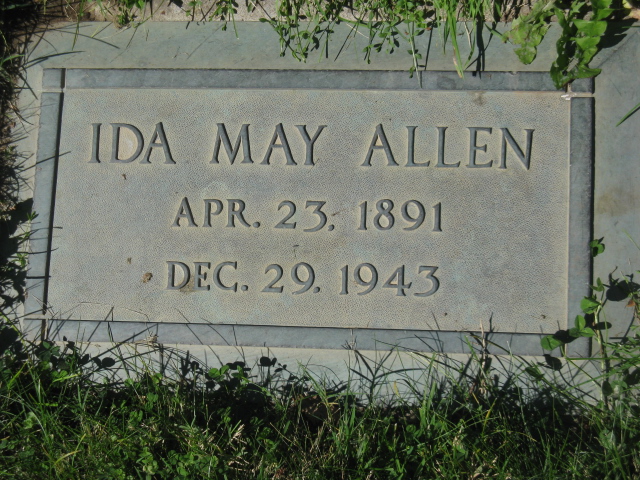 IDA MAY ALLEN
APR. 23, 1891
DEC. 29, 1943